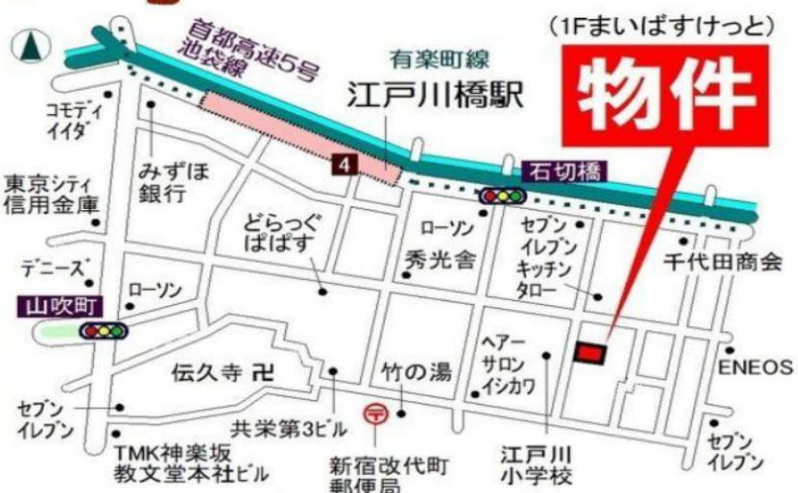 (1Fまいばすけっと)
物件
首都高速5号
池袋線
有楽町線
江戸川橋駅
4
石切橋
コモディ
イイダ
みずほ
銀行
東京シティ
信用金庫
どらっぐ
ぱぱす
ローソン
秀光舎
セブン
イレブン
キッチン
タロー
千代田商会
デニーズ
ローソン
山吹町
伝久寺 卍
竹の湯
ヘアー
サロン
イシカワ
ENEOS
セブン
イレブン
共栄第3ビル
〒
TMK神楽坂
教文堂本社ビル
新宿改代町
郵便局
江戸川
小学校
セブン
イレブン